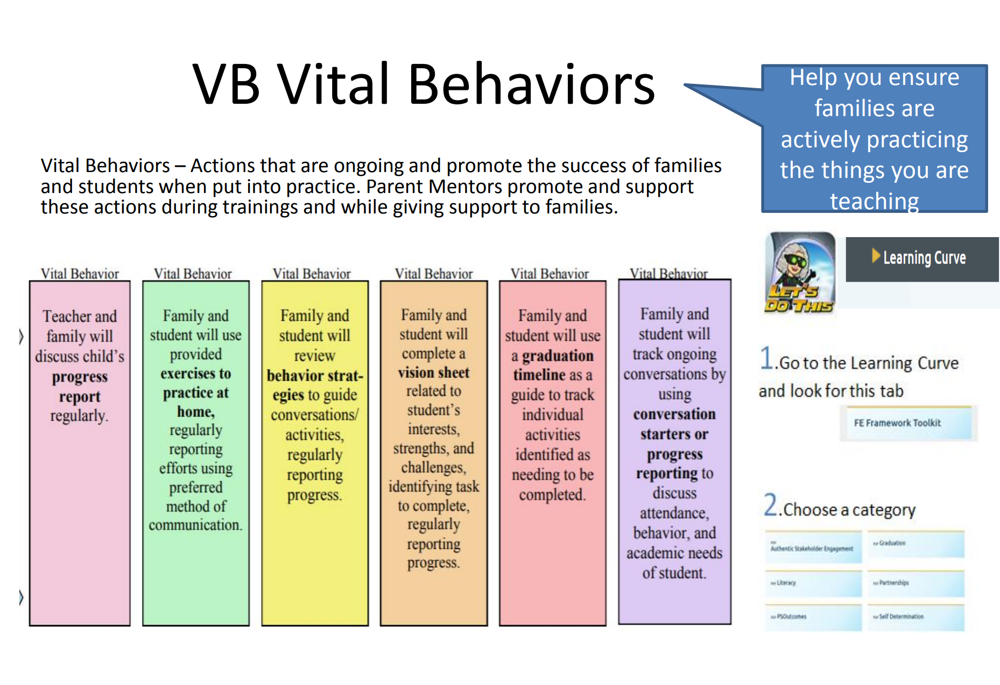 VB Vital Behaviors
Help you ensure
families are
actively practicing
the things you are
teaching
Vital Behaviors – Actions that are ongoing and promote the success of families
and students when put into practice. Parent Mentors promote and support
these actions during trainings and while giving support to families.
Vital Behavior
Teacher and
family will
discuss child's
progress
report
regularly.
Vital Behavior
Family and
student will use
provided
exercises to
practice at
home,
regularly
reporting
efforts using
preferred
method of
communication.
Vital Behavior
Family and
student will
review
behavior strat-
egies to guide
conversations/
activities,
regularly
reporting
progress.
Vital Behavior
Family and
student will
complete a
vision sheet
related to
student's
interests,
strengths, and
challenges,
identifying task
to complete,
regularly
reporting
progress.
Vital Behavior
Family and
student will use
a graduation
timeline as a
guide to track
individual
activities
identified as
needing to be
completed.
Vital Behavior
Family and
student will
track ongoing
conversations by
using
conversation
starters or
progress
reporting to
discuss
attendance,
behavior, and
academic needs
of student.
LET'S
DO THIS
Learning Curve
1.Go to the Learning Curve
and look for this tab
FE Framework Toolkit
2.Choose a category
Authentic Stakeholder Engagement
Graduation
Literacy
Partnerships
PSOutcomes
Self Determination